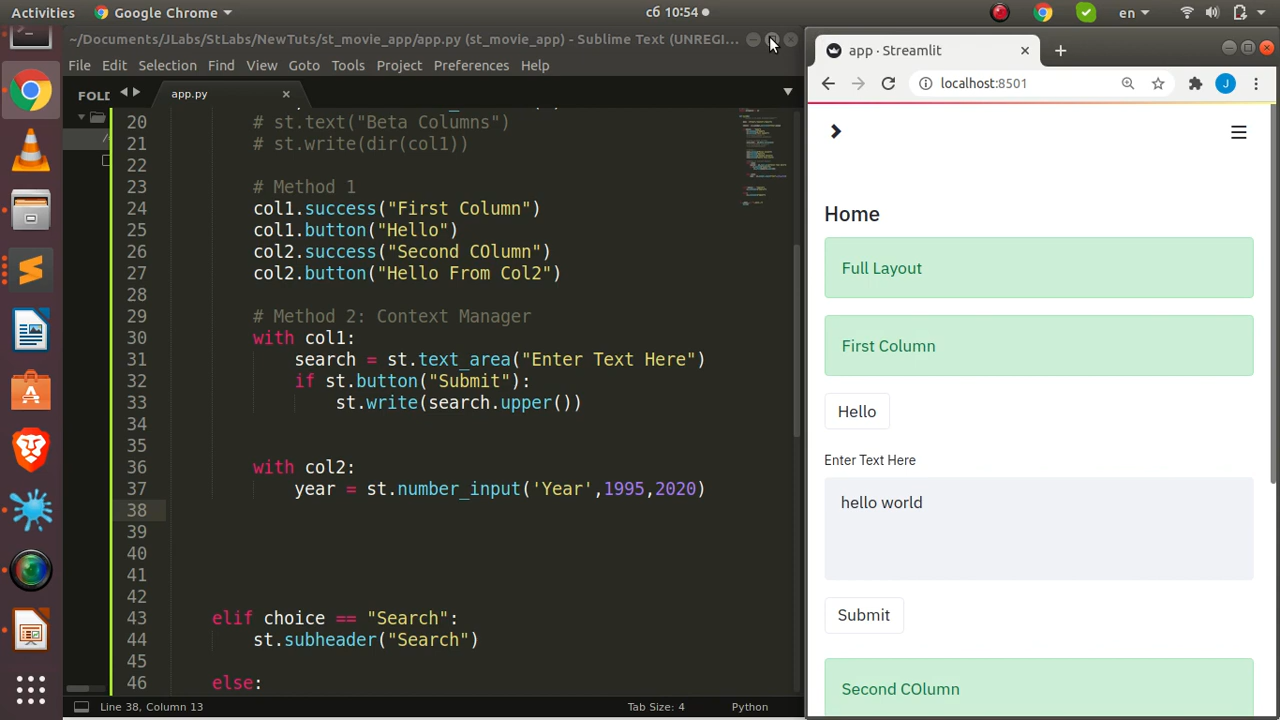 Activities
Google Chrome
сб 10:54
en
~/Documents/JLabs/StLabs/NewTuts/st_movie_app/app.py (st_movie_app) - Sublime Text (UNREGI...
File Edit Selection Find View Goto Tools Project Preferences Help
FOLD
app.py
20 # st.text("Beta Columns")
21 # st.write(dir(col1))
22
23 # Method 1
24 col1.success("First Column")
25 col1.button("Hello")
26 col2.success("Second COlumn")
27 col2.button("Hello From Col2")
28
29 # Method 2: Context Manager
30 with col1:
31 search = st.text_area("Enter Text Here")
32 if st.button("Submit"):
33 st.write(search.upper())
34
35
36 with col2:
37 year = st.number_input('Year',1995,2020)
38
39
40
41
42
43 elif choice == "Search":
44 st.subheader("Search")
45
46 else:
Line 38, Column 13
Tab Size: 4
Python
app · Streamlit
localhost:8501
J
Home
Full Layout
First Column
Hello
Enter Text Here
hello world
Submit
Second COlumn